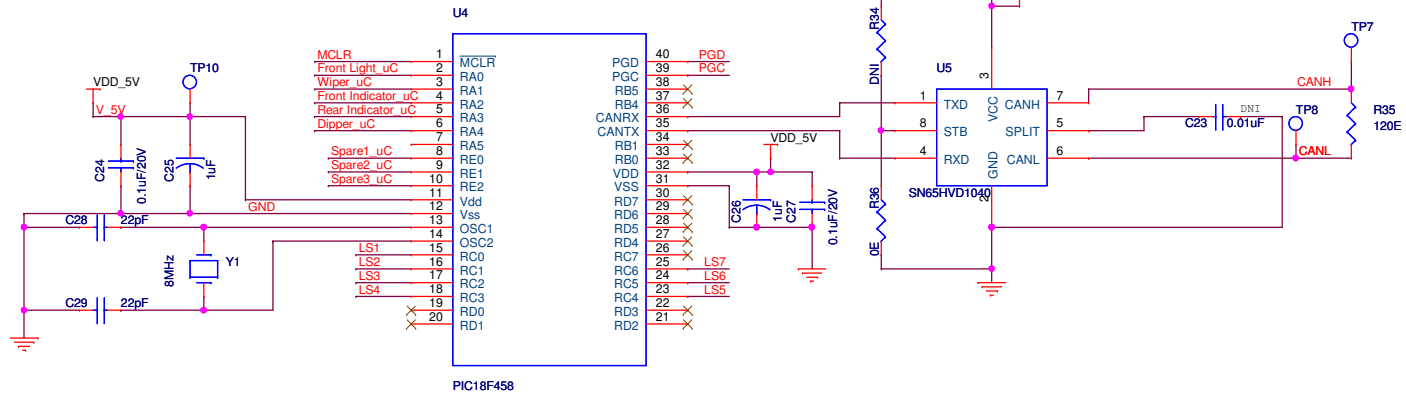 U4
R34
DNI
TP7
TP10
VDD_5V
V_5V
C24
0.1uF/20V
C25
1uF
MCLR 1 MCLR
Front Light_uC 2 RA0
Wiper_uC 3 RA1
Front Indicator_uC 4 RA2
Rear Indicator_uC 5 RA3
Dipper_uC 6 RA4
7 RA5
Spare1_uC 8 RE0
Spare2_uC 9 RE1
Spare3_uC 10 RE2
11 Vdd
GND 12 Vss
13 OSC1
14 OSC2
LS1 15 RC0
LS2 16 RC1
LS3 17 RC2
LS4 18 RC3
19 RD0
20 RD1
PGD 40 PGD
PGC 39 PGC
RB5 38
RB4 37
CANRX 36
CANTX 35
RB1 34
RB0 33
VDD 32
VSS 31
RD7 30
RD6 29
RD5 28
RD4 27
RC7 26
RC6 25 LS7
RC5 24 LS6
RC4 23 LS5
RD3 22
RD2 21
PIC18F458
C28 22pF
8MHz
Y1
C29 22pF
VDD_5V
C26
1uF
C27
0.1uF/20V
U5
3
VCC
1 TXD
8 STB
4 RXD
CANH 7
SPLIT 5
CANL 6
GND
2
SN65HVD1040
R36
0E
CANH
C23
DNI
0.01uF
TP8
CANL
R35
120E